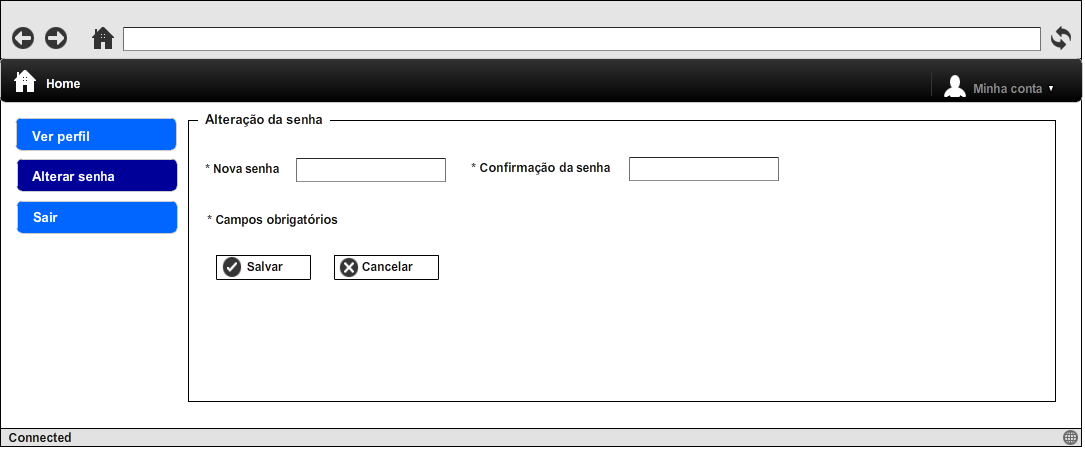 Home
Minha conta
Ver perfil
Alterar senha
Sair
Alteração da senha
* Nova senha
* Confirmação da senha
* Campos obrigatórios
Salvar
Cancelar
Connected